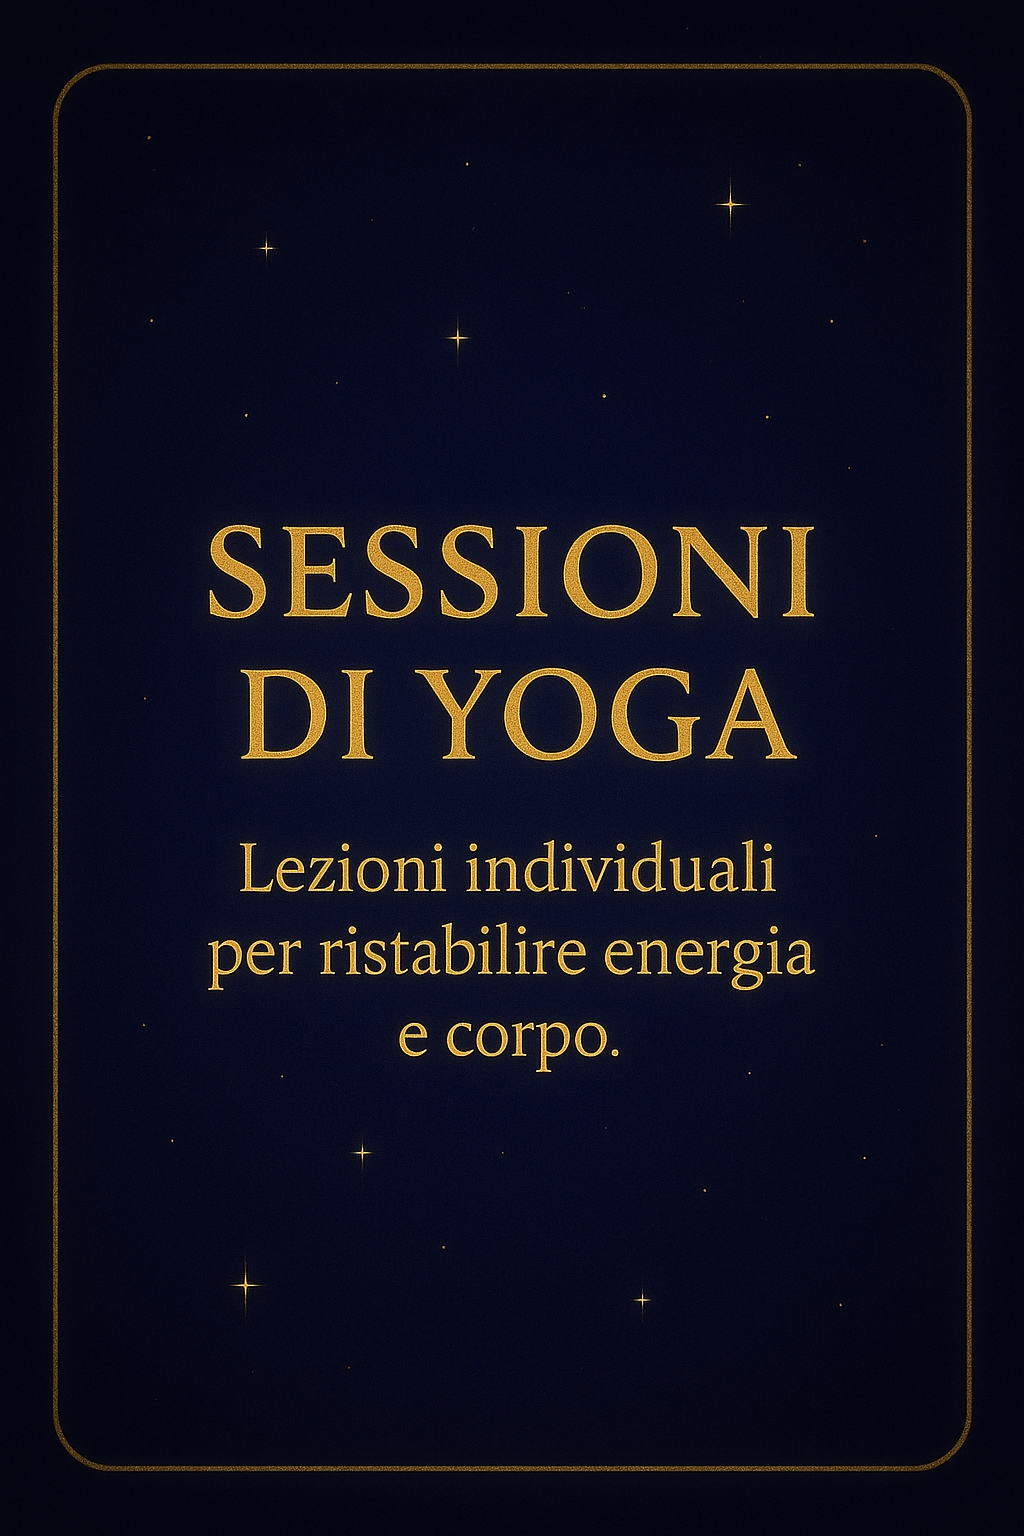 SESSIONI
DI YOGA
Lezioni individuali
per ristabilire energia
e corpo.